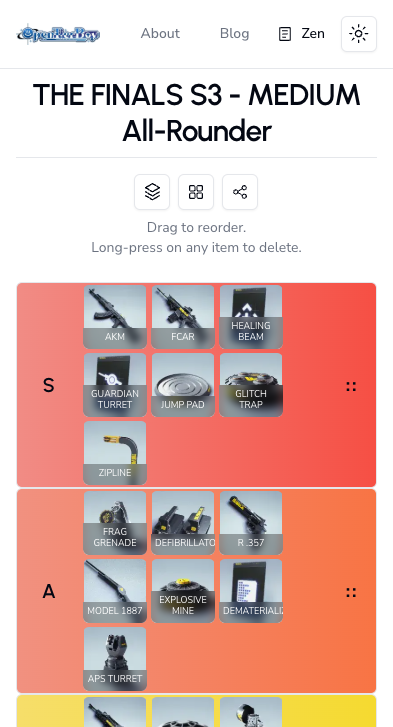 OpenTierBoy
About
Blog
Zen
THE FINALS S3 - MEDIUM
All-Rounder
Drag to reorder.
Long-press on any item to delete.
S
AKM
FCAR
HEALING
BEAM
GUARDIAN
TURRET
JUMP PAD
GLITCH
TRAP
ZIPLINE
A
FRAG
GRENADE
DEFIBRILLATO
R .357
MODEL 1887
EXPLOSIVE
MINE
DEMATERIALIZ
APS TURRET